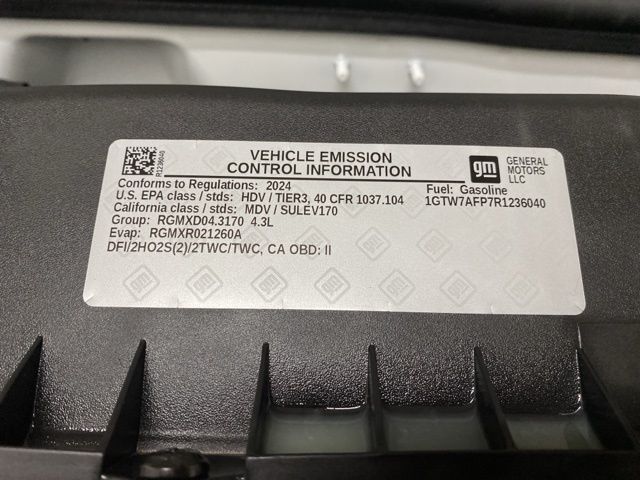 R1236040
VEHICLE EMISSION
CONTROL INFORMATION
gm
GENERAL
MOTORS
LLC
Conforms to Regulations: 2024
Fuel: Gasoline
U.S. EPA class / stds: HDV / TIER3, 40 CFR 1037.104
1GTW7AFP7R1236040
California class / stds: MDV / SULEV170
Group: RGMXD04.3170 4.3L
Evap: RGMXR021260A
DFI/2HO2S(2)/2TWC/TWC, CA OBD: II